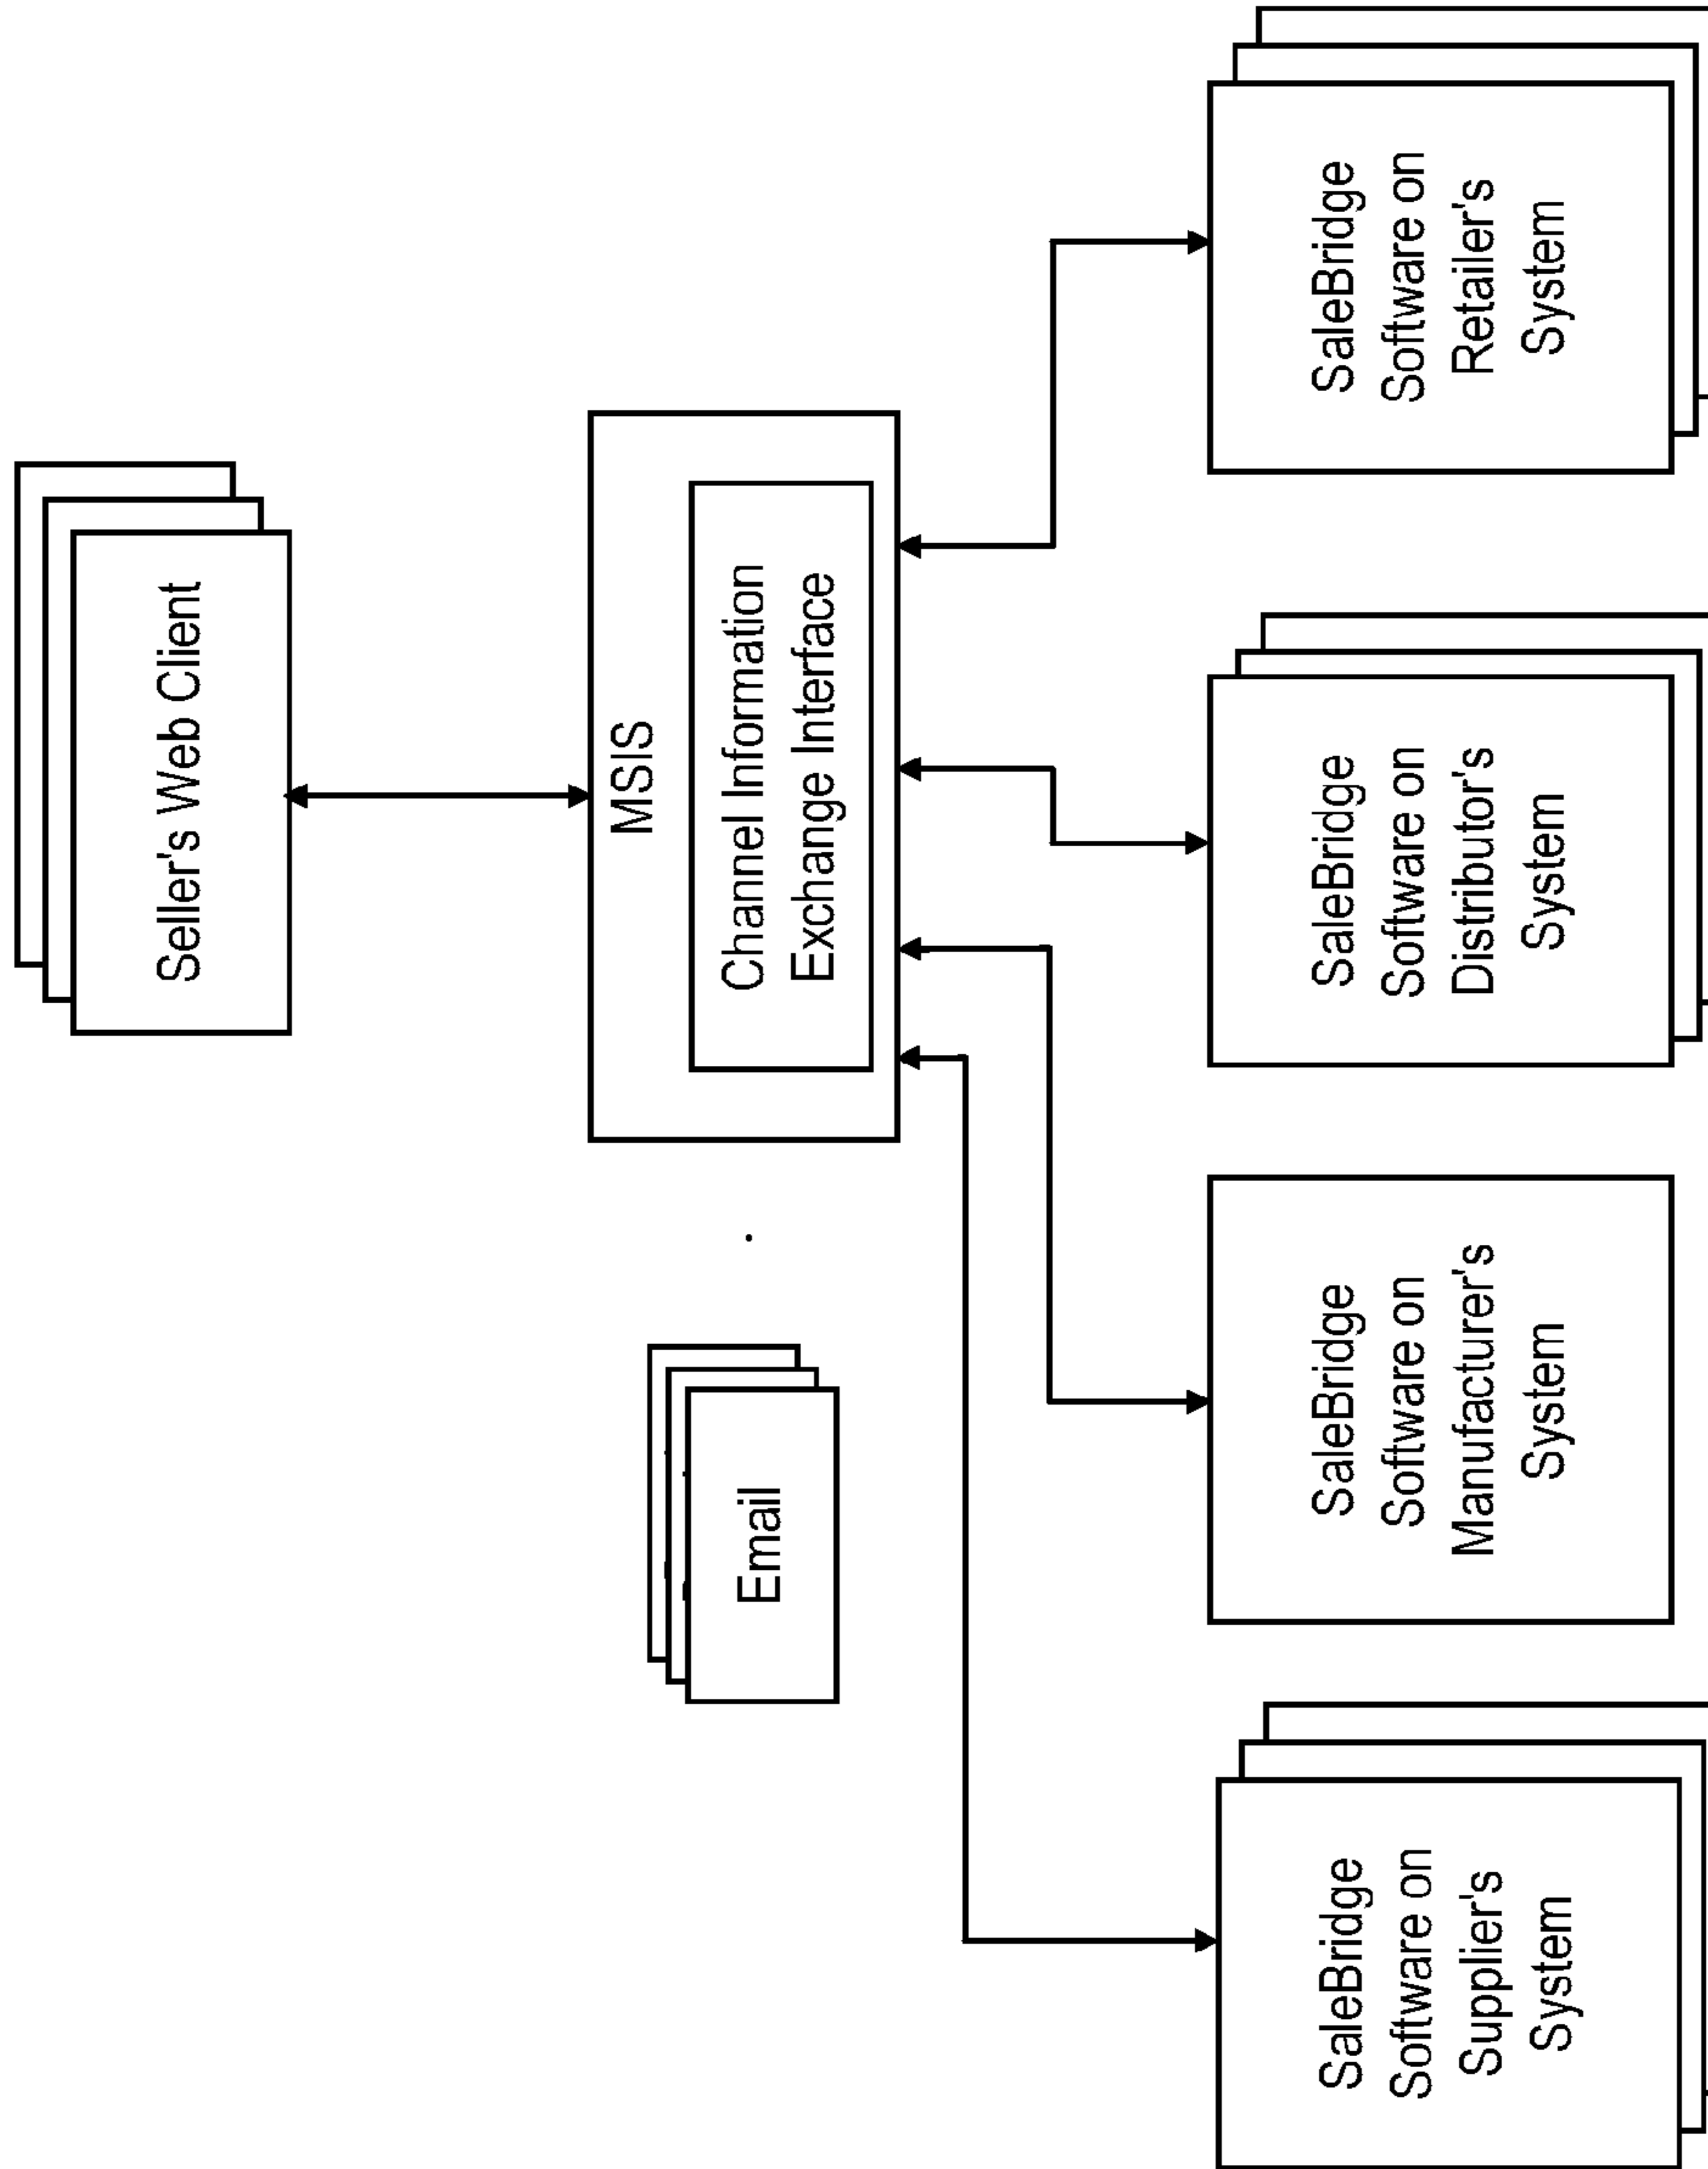 Seller's Web Client
MSIS
Channel Information
Exchange Interface
Email
SaleBridge
Software on
Supplier's
System
SaleBridge
Software on
Manufacturer's
System
SaleBridge
Software on
Distributor's
System
SaleBridge
Software on
Retailer's
System